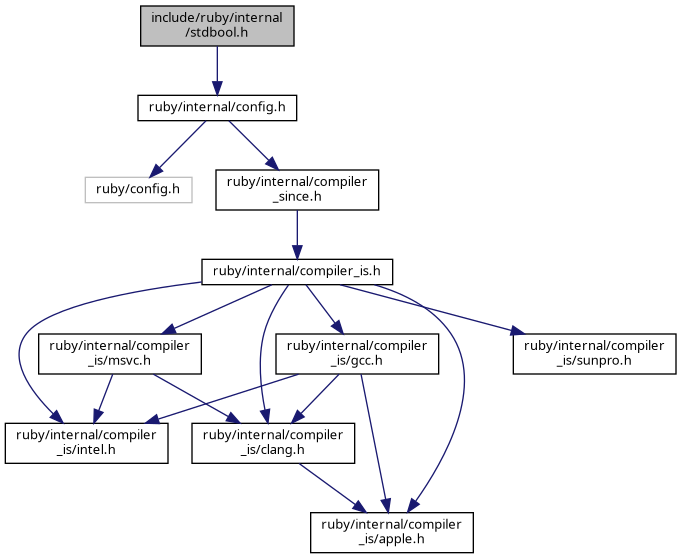 include/ruby/internal
/stdbool.h
ruby/internal/config.h
ruby/config.h
ruby/internal/compiler
_since.h
ruby/internal/compiler_is.h
ruby/internal/compiler
_is/msvc.h
ruby/internal/compiler
_is/gcc.h
ruby/internal/compiler
_is/sunpro.h
ruby/internal/compiler
_is/intel.h
ruby/internal/compiler
_is/clang.h
ruby/internal/compiler
_is/apple.h